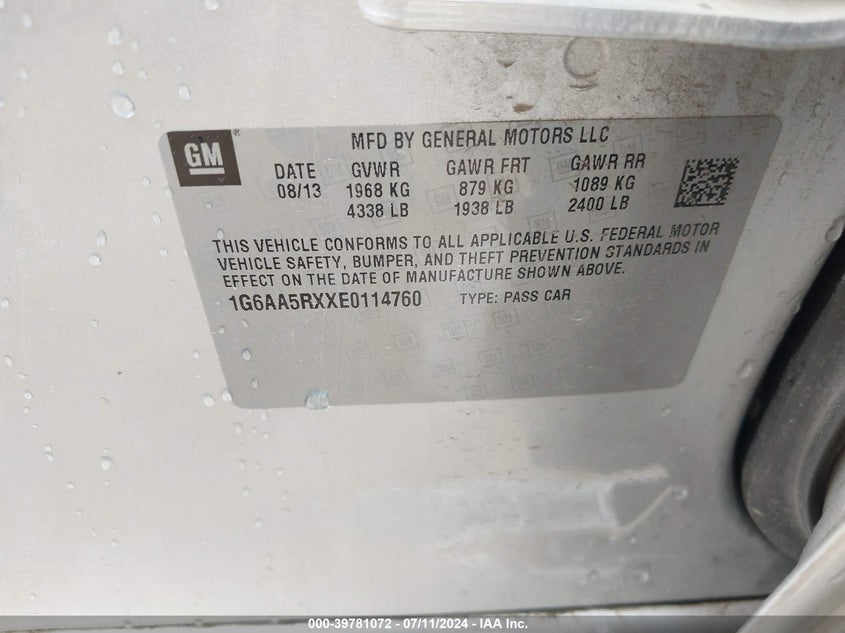 GM
MFD BY GENERAL MOTORS LLC
DATE GVWR GAWR FRT GAWR RR
08/13 1968 KG 879 KG 1089 KG
4338 LB 1938 LB 2400 LB
THIS VEHICLE CONFORMS TO ALL APPLICABLE U.S. FEDERAL MOTOR
VEHICLE SAFETY, BUMPER, AND THEFT PREVENTION STANDARDS IN
EFFECT ON THE DATE OF MANUFACTURE SHOWN ABOVE.
1G6AA5RXXE0114760 TYPE: PASS CAR
000-39781072 - 07/11/2024 - IAA Inc.